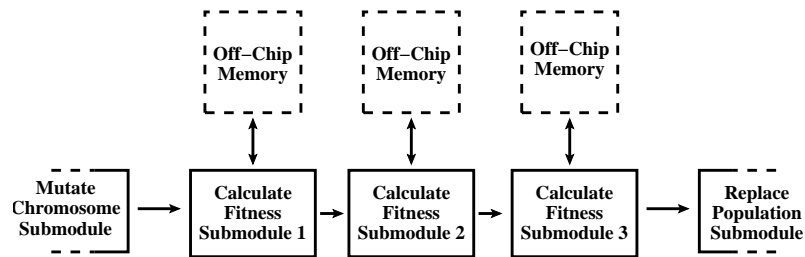 Off−Chip
Memory
Off−Chip
Memory
Off−Chip
Memory
Mutate
Chromosome
Submodule
Calculate
Fitness
Submodule 1
Calculate
Fitness
Submodule 2
Calculate
Fitness
Submodule 3
Replace
Population
Submodule